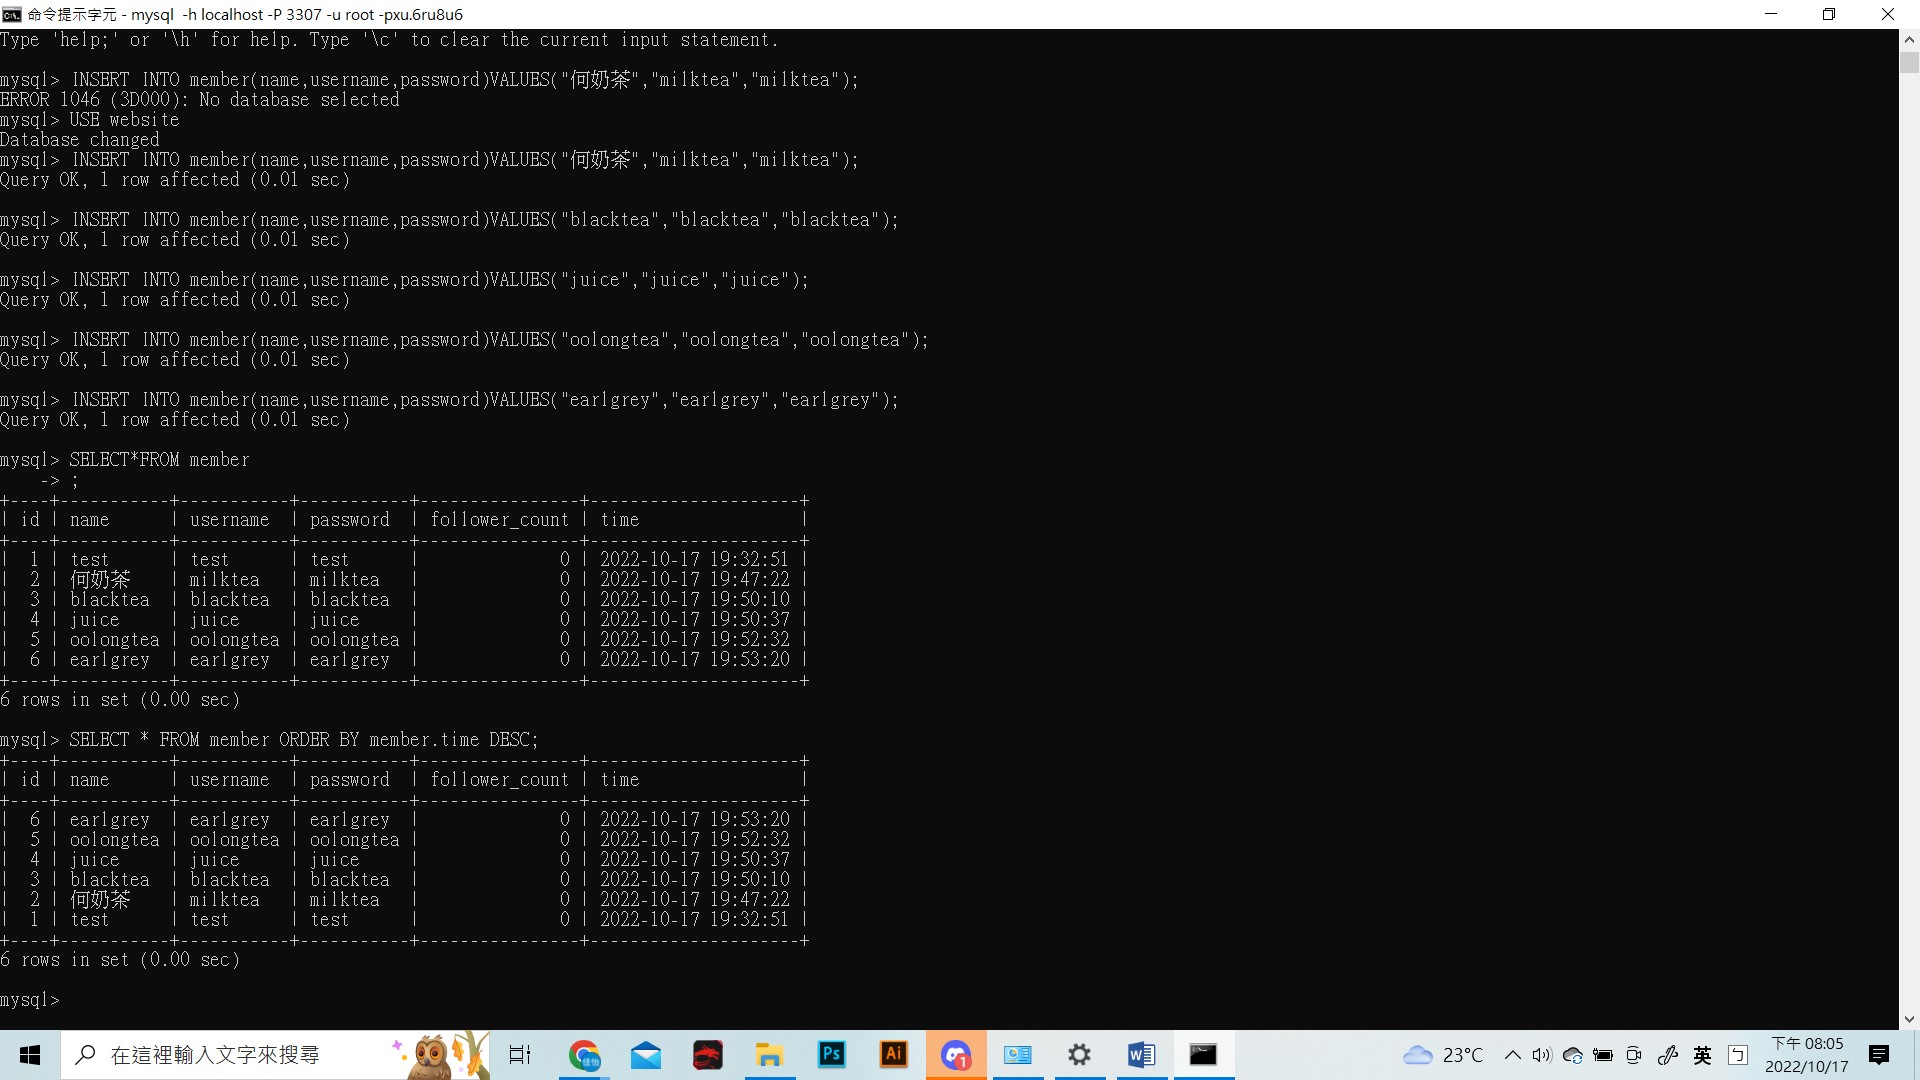 命令提示字元 - mysql  -h localhost -P 3307 -u root -pxu.6ru8u6
Type 'help;' or '\h' for help. Type '\c' to clear the current input statement.
mysql> INSERT INTO member(name,username,password)VALUES("何奶茶","milktea","milktea");
ERROR 1046 (3D000): No database selected
mysql> USE website
Database changed
mysql> INSERT INTO member(name,username,password)VALUES("何奶茶","milktea","milktea");
Query OK, 1 row affected (0.01 sec)
mysql> INSERT INTO member(name,username,password)VALUES("blacktea","blacktea","blacktea");
Query OK, 1 row affected (0.01 sec)
mysql> INSERT INTO member(name,username,password)VALUES("juice","juice","juice");
Query OK, 1 row affected (0.01 sec)
mysql> INSERT INTO member(name,username,password)VALUES("oolongtea","oolongtea","oolongtea");
Query OK, 1 row affected (0.01 sec)
mysql> INSERT INTO member(name,username,password)VALUES("earlgrey","earlgrey","earlgrey");
Query OK, 1 row affected (0.01 sec)
mysql> SELECT*FROM member
    -> ;
+----+-----------+-----------+-----------+----------------+---------------------+
| id | name      | username  | password  | follower_count | time                |
+----+-----------+-----------+-----------+----------------+---------------------+
|  1 | test      | test      | test      |              0 | 2022-10-17 19:32:51 |
|  2 | 何奶茶    | milktea   | milktea   |              0 | 2022-10-17 19:47:22 |
|  3 | blacktea  | blacktea  | blacktea  |              0 | 2022-10-17 19:50:10 |
|  4 | juice     | juice     | juice     |              0 | 2022-10-17 19:50:37 |
|  5 | oolongtea | oolongtea | oolongtea |              0 | 2022-10-17 19:52:32 |
|  6 | earlgrey  | earlgrey  | earlgrey  |              0 | 2022-10-17 19:53:20 |
+----+-----------+-----------+-----------+----------------+---------------------+
6 rows in set (0.00 sec)
mysql> SELECT * FROM member ORDER BY member.time DESC;
+----+-----------+-----------+-----------+----------------+---------------------+
| id | name      | username  | password  | follower_count | time                |
+----+-----------+-----------+-----------+----------------+---------------------+
|  6 | earlgrey  | earlgrey  | earlgrey  |              0 | 2022-10-17 19:53:20 |
|  5 | oolongtea | oolongtea | oolongtea |              0 | 2022-10-17 19:52:32 |
|  4 | juice     | juice     | juice     |              0 | 2022-10-17 19:50:37 |
|  3 | blacktea  | blacktea  | blacktea  |              0 | 2022-10-17 19:50:10 |
|  2 | 何奶茶    | milktea   | milktea   |              0 | 2022-10-17 19:47:22 |
|  1 | test      | test      | test      |              0 | 2022-10-17 19:32:51 |
+----+-----------+-----------+-----------+----------------+---------------------+
6 rows in set (0.00 sec)
mysql>
在這裡輸入文字來搜尋
Ps
Ai
1
W
23°C
英
ㄅ
下午 08:05
2022/10/17